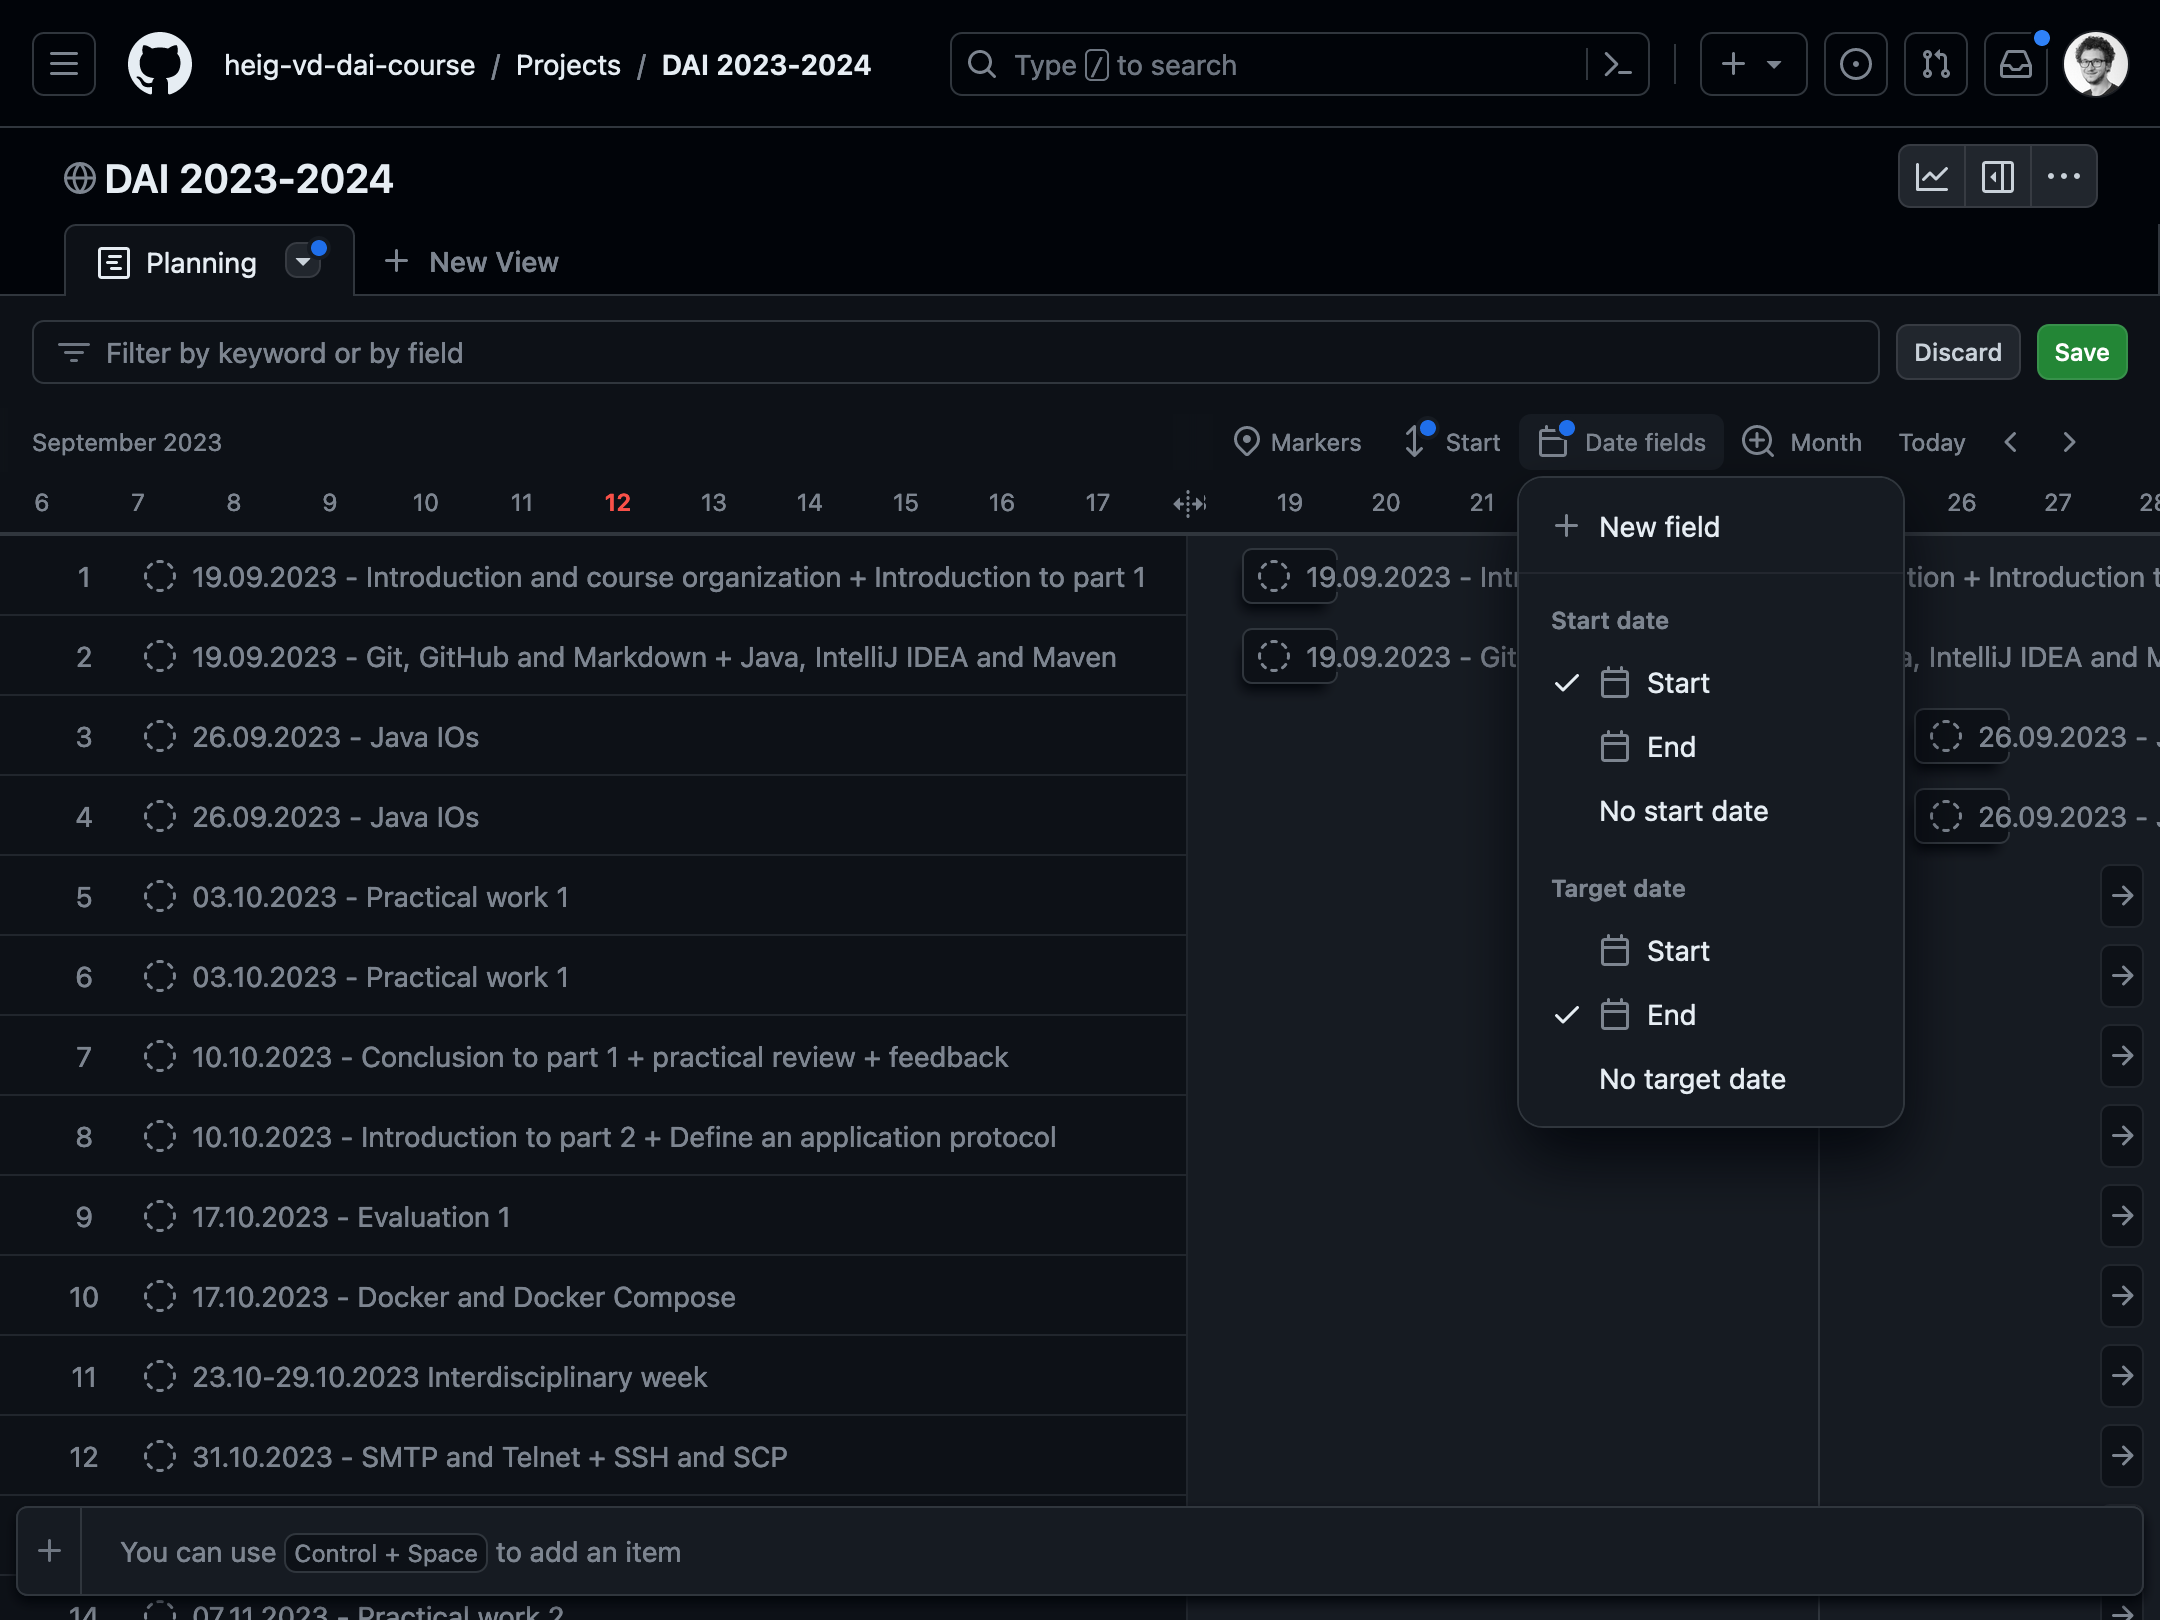 heig-vd-dai-course / Projects / DAI 2023-2024
Type / to search
DAI 2023-2024
Planning
New View
Filter by keyword or by field
Discard
Save
September 2023
Markers
Start
Date fields
Month
Today
6 7 8 9 10 11 12 13 14 15 16 17 19 20 21 26 27 28
New field
Start date
Start
End
No start date
Target date
Start
End
No target date
1 19.09.2023 - Introduction and course organization + Introduction to part 1
19.09.2023 - Int
tion + Introduction t
2 19.09.2023 - Git, GitHub and Markdown + Java, IntelliJ IDEA and Maven
19.09.2023 - Git
a, IntelliJ IDEA and M
3 26.09.2023 - Java IOs
26.09.2023 - J
4 26.09.2023 - Java IOs
26.09.2023 - J
5 03.10.2023 - Practical work 1
6 03.10.2023 - Practical work 1
7 10.10.2023 - Conclusion to part 1 + practical review + feedback
8 10.10.2023 - Introduction to part 2 + Define an application protocol
9 17.10.2023 - Evaluation 1
10 17.10.2023 - Docker and Docker Compose
11 23.10-29.10.2023 Interdisciplinary week
12 31.10.2023 - SMTP and Telnet + SSH and SCP
You can use Control + Space to add an item
14 07.11.2023 - Practical work 2